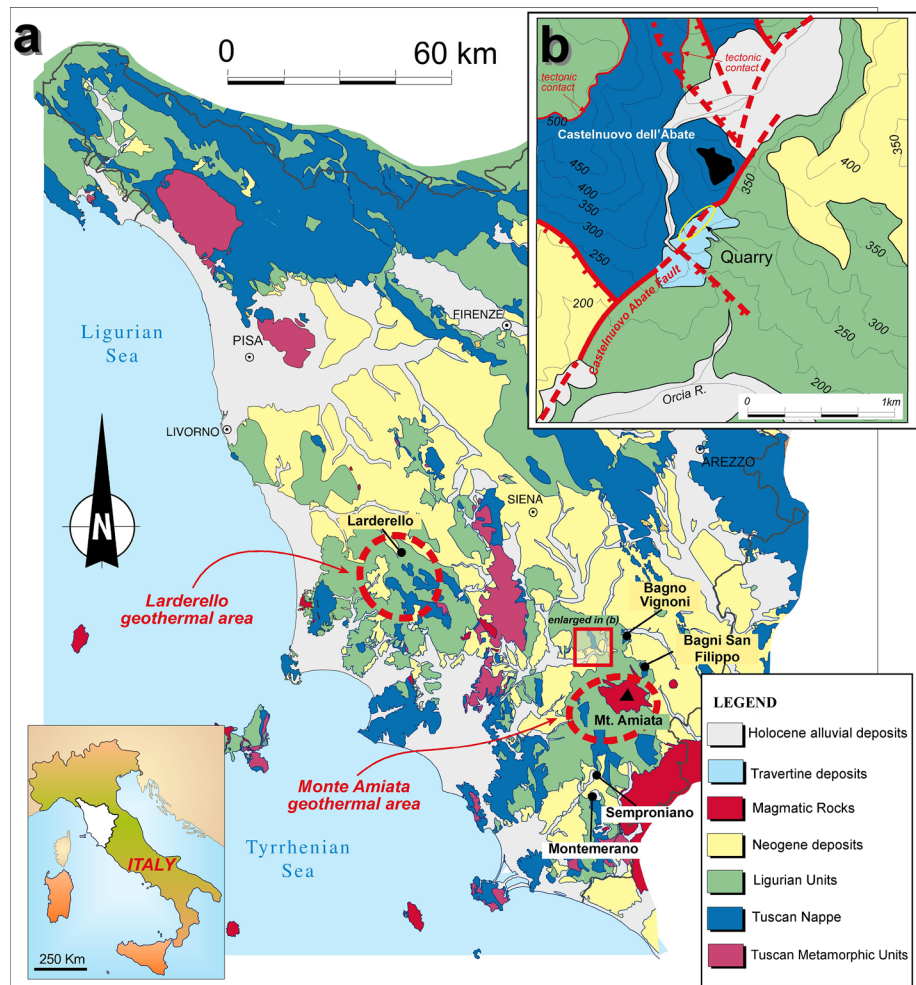 a
0 60 km
Ligurian
Sea
PISA
FIRENZE
LIVORNO
AREZZO
SIENA
N
Larderello
Larderello
geothermal area
Bagno
Vignoni
enlarged in (b)
Bagni San
Filippo
Mt. Amiata
Monte Amiata
geothermal area
Semproniano
Montemerano
Tyrrhenian
Sea
ITALY
250 Km
b
tectonic
contact
tectonic
contact
500
Castelnuovo dell'Abate
450
400
350
300
250
200
350
400
350
350
Quarry
Castelnuovo Abate Fault
300
250
200
Orcia R.
0 1km
LEGEND
Holocene alluvial deposits
Travertine deposits
Magmatic Rocks
Neogene deposits
Ligurian Units
Tuscan Nappe
Tuscan Metamorphic Units